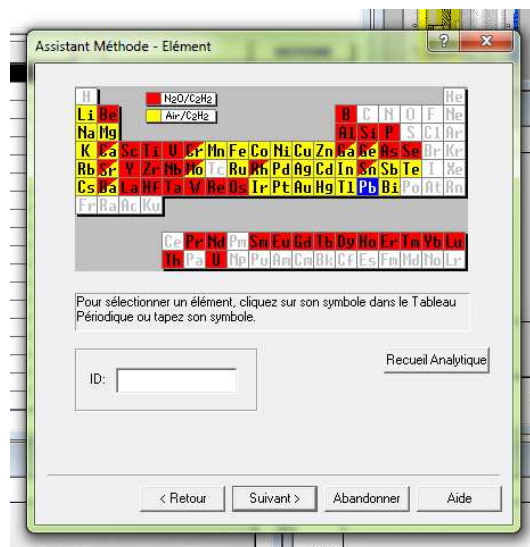 Assistant Méthode - Elément
? X
H N2O/C2H2 He
Li Be Air/C2H2 B C N O F Ne
Na Mg Al Si P S Cl Ar
K Ca Sc Ti V Cr Mn Fe Co Ni Cu Zn Ga Ge As Se Br Kr
Rb Sr Y Zr Nb Mo Tc Ru Rh Pd Ag Cd In Sn Sb Te I Xe
Cs Ba La Hf Ta W Re Os Ir Pt Au Hg Tl Pb Bi Po At Rn
Fr Ra Ac Ku
Ce Pr Nd Pm Sm Eu Gd Tb Dy Ho Er Tm Yb Lu
Th Pa U Np Pu Am Cm Bk Cf Es Fm Md No Lr
Pour sélectionner un élément, cliquez sur son symbole dans le Tableau
Périodique ou tapez son symbole.
Recueil Analytique
ID:
< Retour
Suivant >
Abandonner
Aide